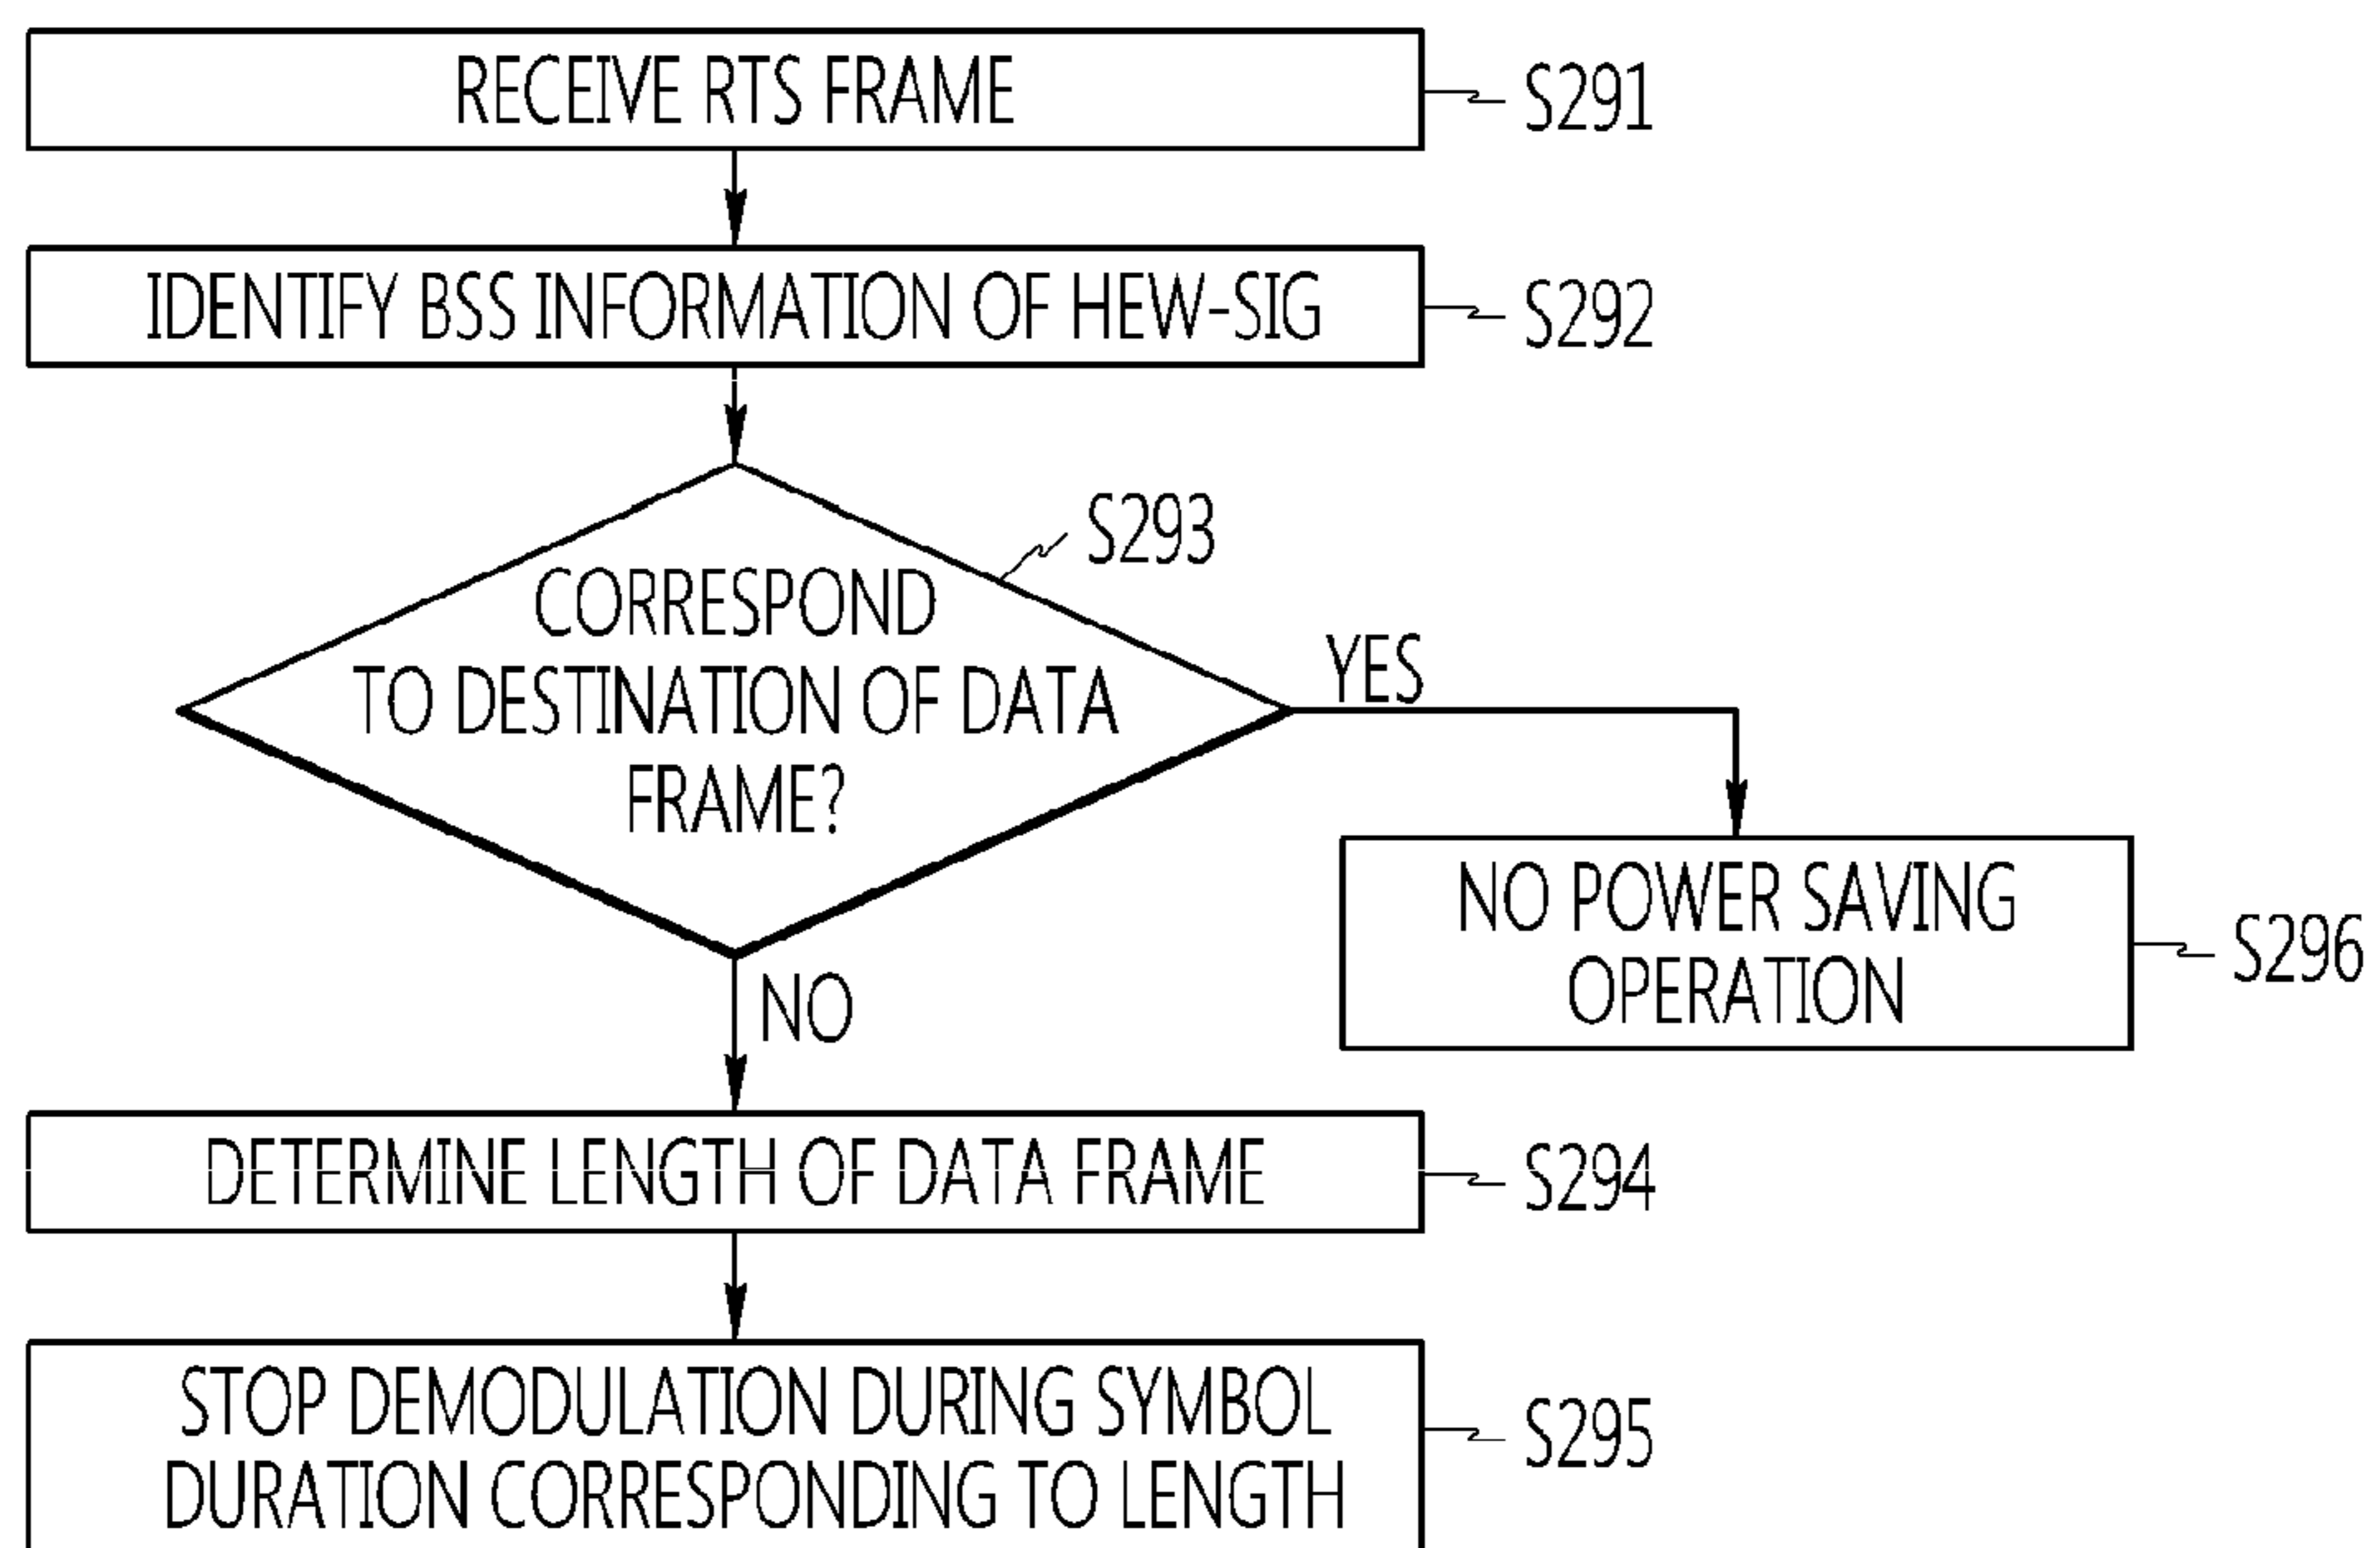 RECEIVE RTS FRAME
S291
IDENTIFY BSS INFORMATION OF HEW-SIG
S292
S293
CORRESPOND
TO DESTINATION OF DATA
FRAME?
YES
NO POWER SAVING
OPERATION
S296
NO
DETERMINE LENGTH OF DATA FRAME
S294
STOP DEMODULATION DURING SYMBOL
DURATION CORRESPONDING TO LENGTH
S295